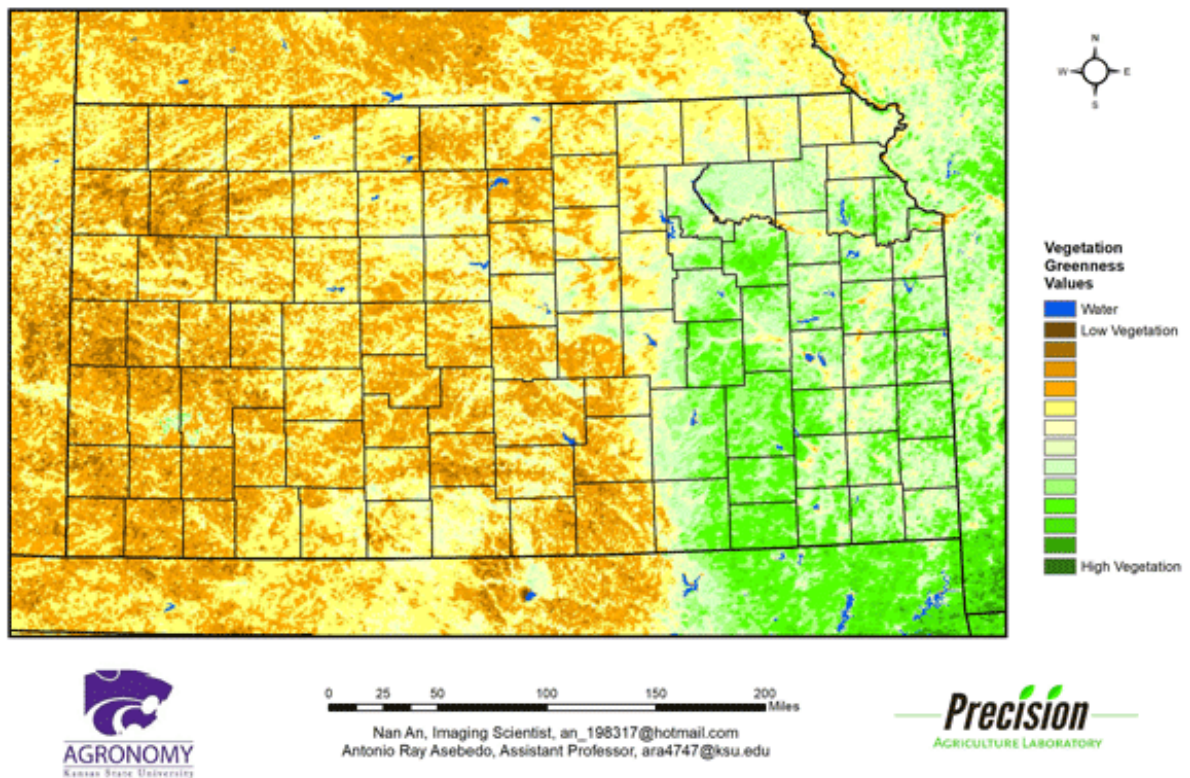 N
W E
S
Vegetation
Greenness
Values
Water
Low Vegetation
High Vegetation
0 25 50 100 150 200
Miles
AGRONOMY
Kansas State University
Nan An, Imaging Scientist, an_198317@hotmail.com
Antonio Ray Asebedo, Assistant Professor, ara4747@ksu.edu
Precision
AGRICULTURE LABORATORY